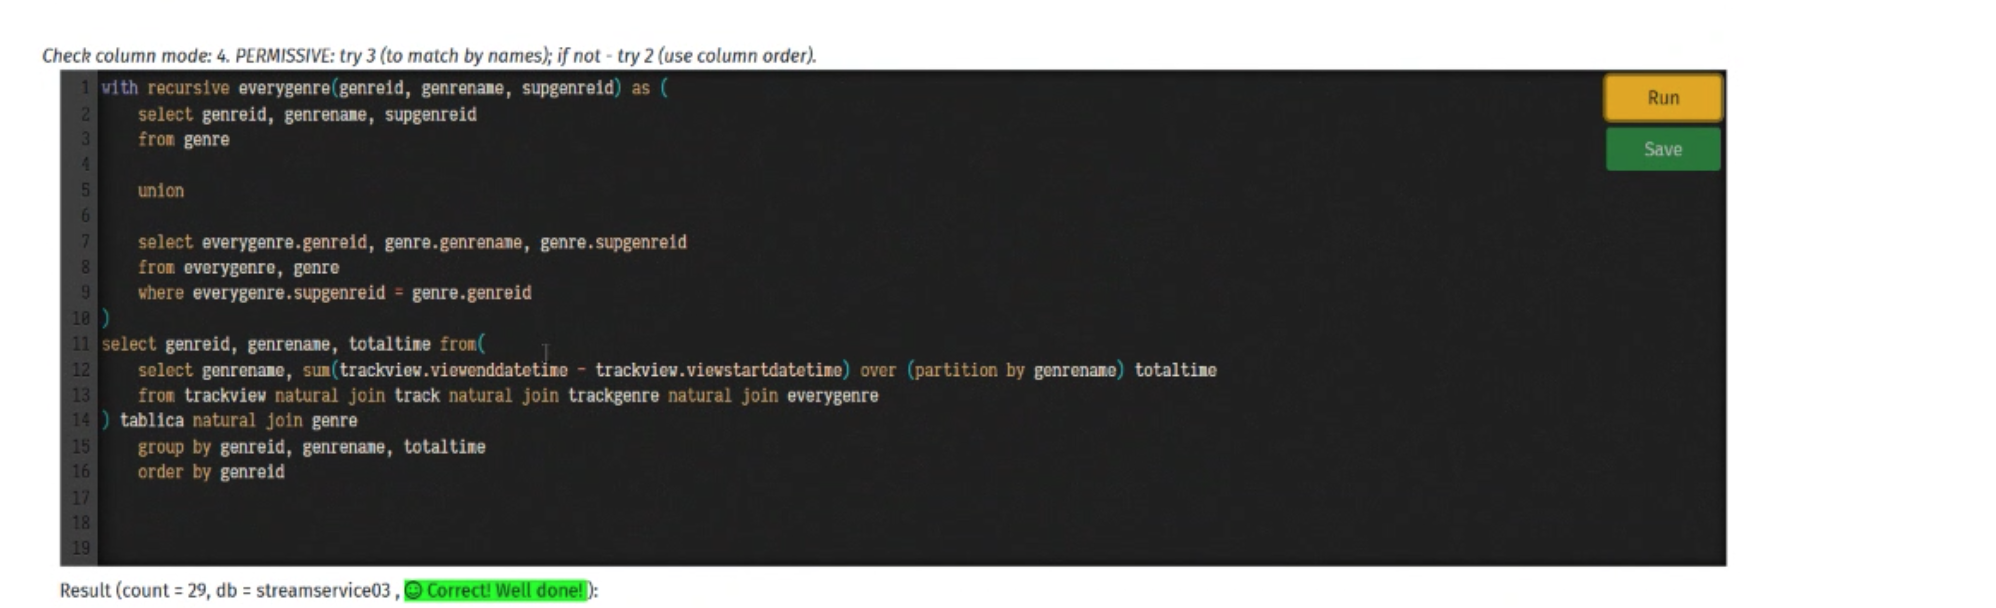 Check column mode: 4. PERMISSIVE: try 3 (to match by names); if not - try 2 (use column order).
1 with recursive everygenre(genreid, genrename, supgenreid) as (
2 select genreid, genrename, supgenreid
3 from genre
4
5 union
6
7 select everygenre.genreid, genre.genrename, genre.supgenreid
8 from everygenre, genre
9 where everygenre.supgenreid = genre.genreid
10 )
11 select genreid, genrename, totaltime from(
12 select genrename, sum(trackview.viewenddatetime - trackview.viewstartdatetime) over (partition by genrename) totaltime
13 from trackview natural join track natural join trackgenre natural join everygenre
14 ) tablica natural join genre
15 group by genreid, genrename, totaltime
16 order by genreid
17
18
19
Run
Save
Result (count = 29, db = streamservice03 , ☺ Correct! Well done! ):